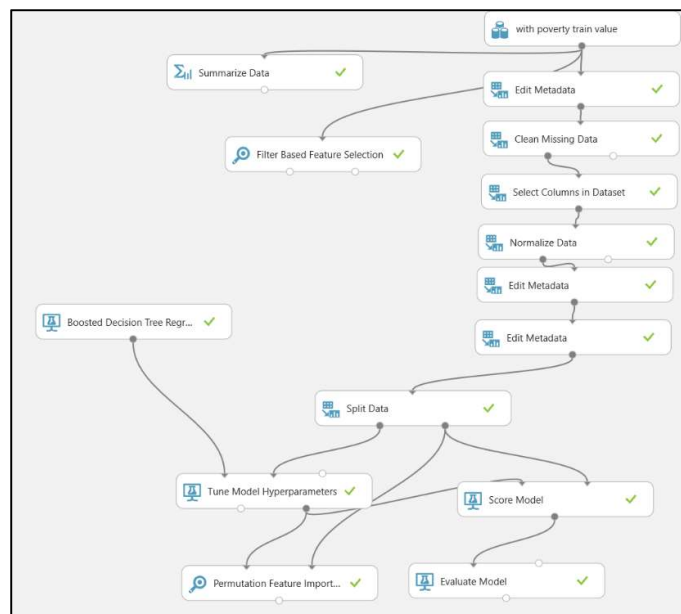 with poverty train value
Summarize Data
Edit Metadata
Clean Missing Data
Filter Based Feature Selection
Select Columns in Dataset
Normalize Data
Edit Metadata
Boosted Decision Tree Regr...
Edit Metadata
Split Data
Tune Model Hyperparameters
Score Model
Permutation Feature Import...
Evaluate Model